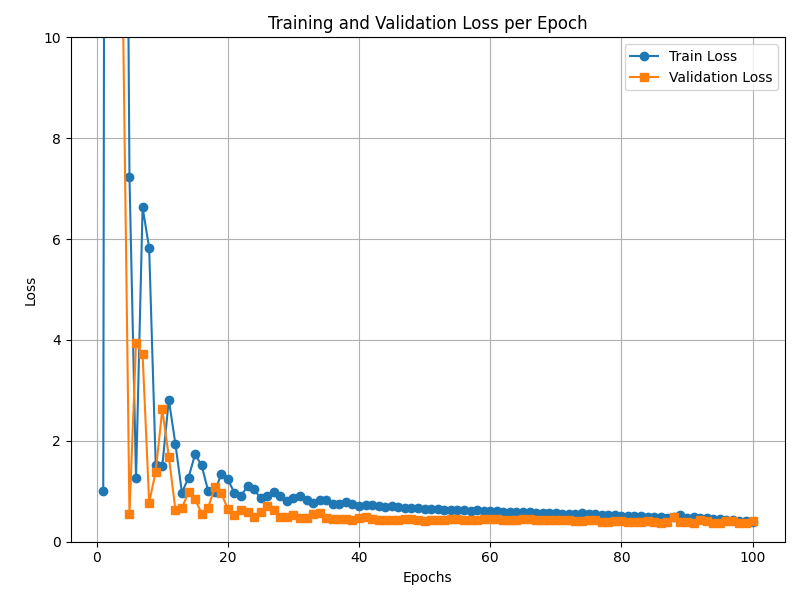 Training and Validation Loss per Epoch
Train Loss
Validation Loss
Loss
10
8
6
4
2
0
0 20 40 60 80 100
Epochs